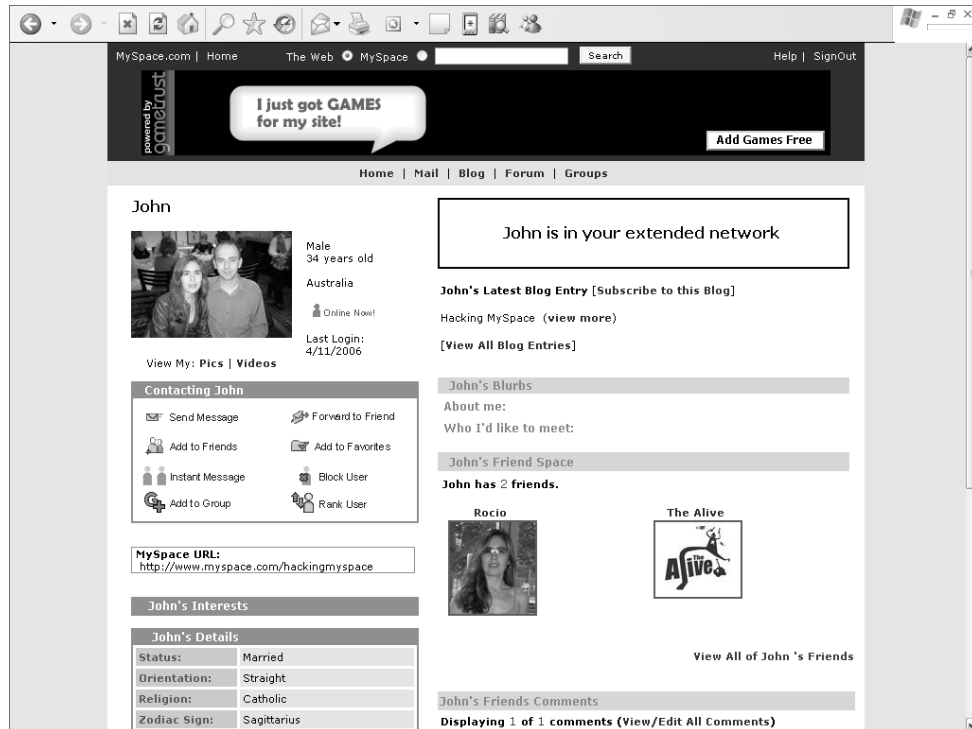 MySpace.com | Home
The Web MySpace
Search
Help | SignOut
powered by
gametrust
I just got GAMES
for my site!
Add Games Free
Home | Mail | Blog | Forum | Groups
John
Male
34 years old
Australia
Online Now!
Last Login:
4/11/2006
View My: Pics | Videos
Contacting John
Send Message
Forward to Friend
Add to Friends
Add to Favorites
Instant Message
Block User
Add to Group
Rank User
MySpace URL:
http://www.myspace.com/hackingmyspace
John's Interests
John's Details
Status: Married
Orientation: Straight
Religion: Catholic
Zodiac Sign: Sagittarius
John is in your extended network
John's Latest Blog Entry [Subscribe to this Blog]
Hacking MySpace (view more)
[View All Blog Entries]
John's Blurbs
About me:
Who I'd like to meet:
John's Friend Space
John has 2 friends.
Rocio
The Alive
The
Alive
View All of John 's Friends
John's Friends Comments
Displaying 1 of 1 comments (View/Edit All Comments)